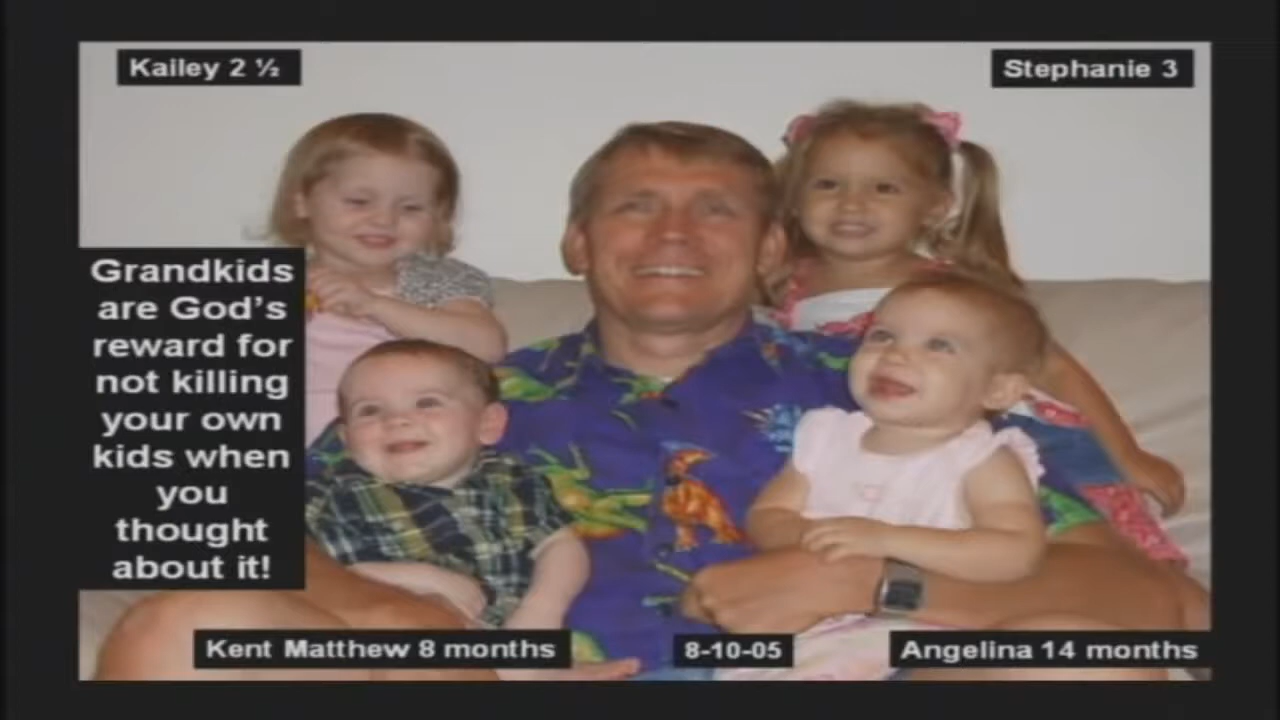 Kailey 2 ½
Stephanie 3
Grandkids
are God's
reward for
not killing
your own
kids when
you
thought
about it!
Kent Matthew 8 months
8-10-05
Angelina 14 months